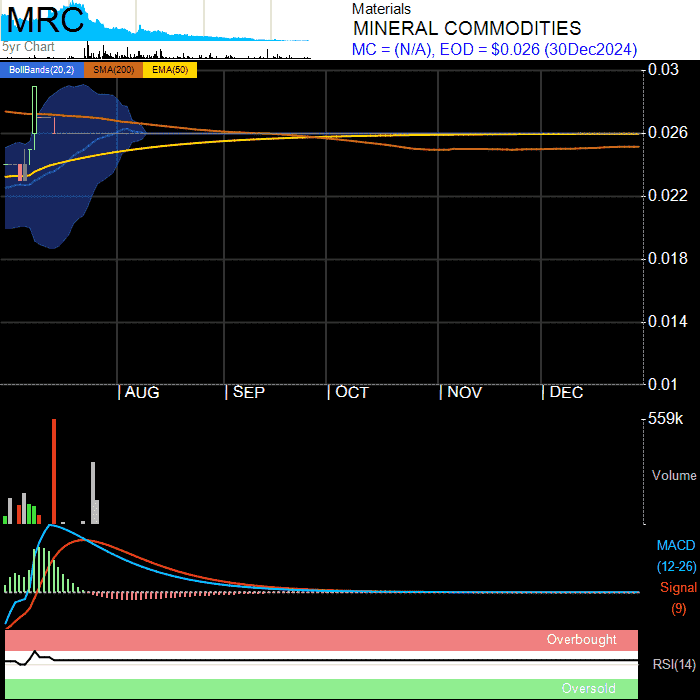 MRC
5yr Chart
Materials
MINERAL COMMODITIES
MC = (N/A), EOD = $0.026 (30Dec2024)
BollBands(20,2) SMA(200) EMA(50)
0.03
0.026
0.022
0.018
0.014
0.01
AUG SEP OCT NOV DEC
559k
Volume
MACD
(12-26)
Signal
(9)
Overbought
RSI(14)
Oversold